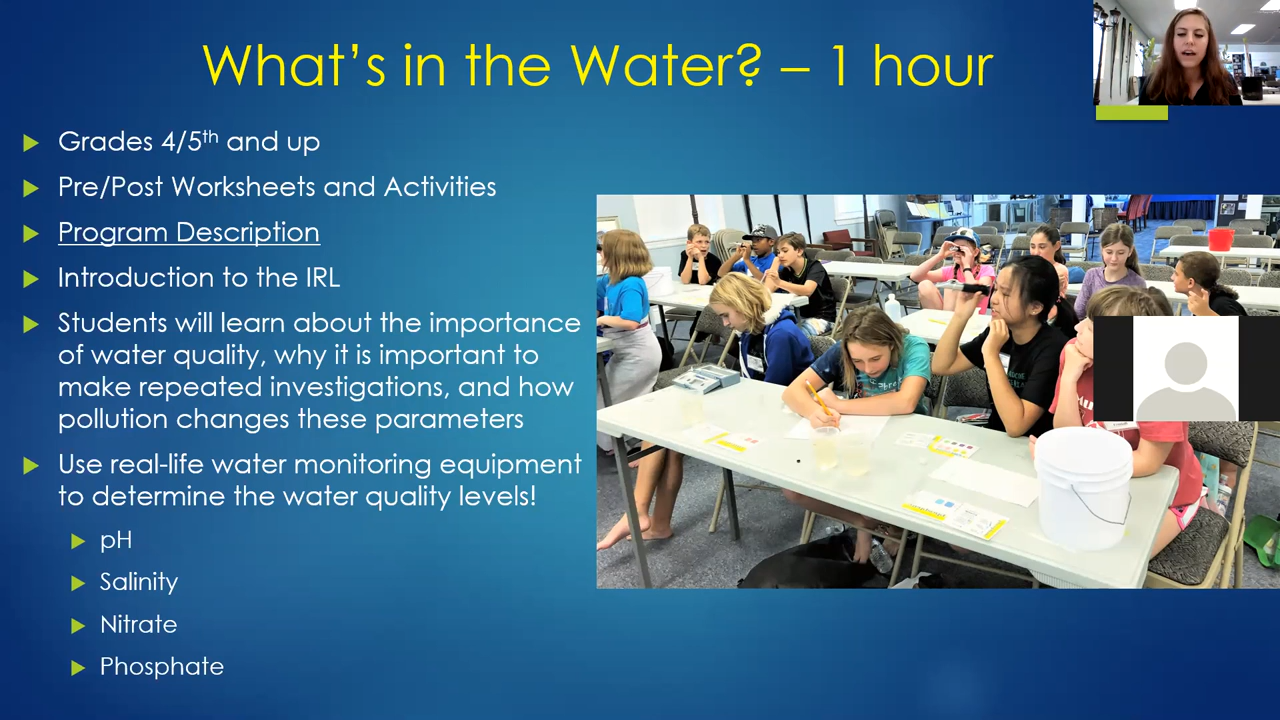 What's in the Water? – 1 hour
Grades 4/5th and up
Pre/Post Worksheets and Activities
Program Description
Introduction to the IRL
Students will learn about the importance
of water quality, why it is important to
make repeated investigations, and how
pollution changes these parameters
Use real-life water monitoring equipment
to determine the water quality levels!
pH
Salinity
Nitrate
Phosphate